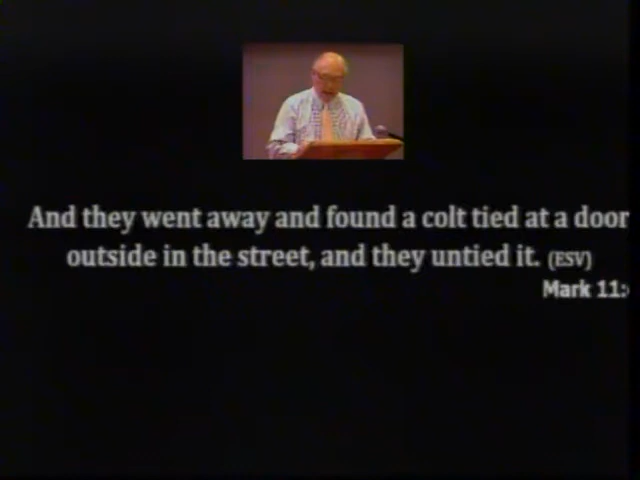 And they went away and found a colt tied at a door
outside in the street, and they untied it. (ESV)
Mark 11: